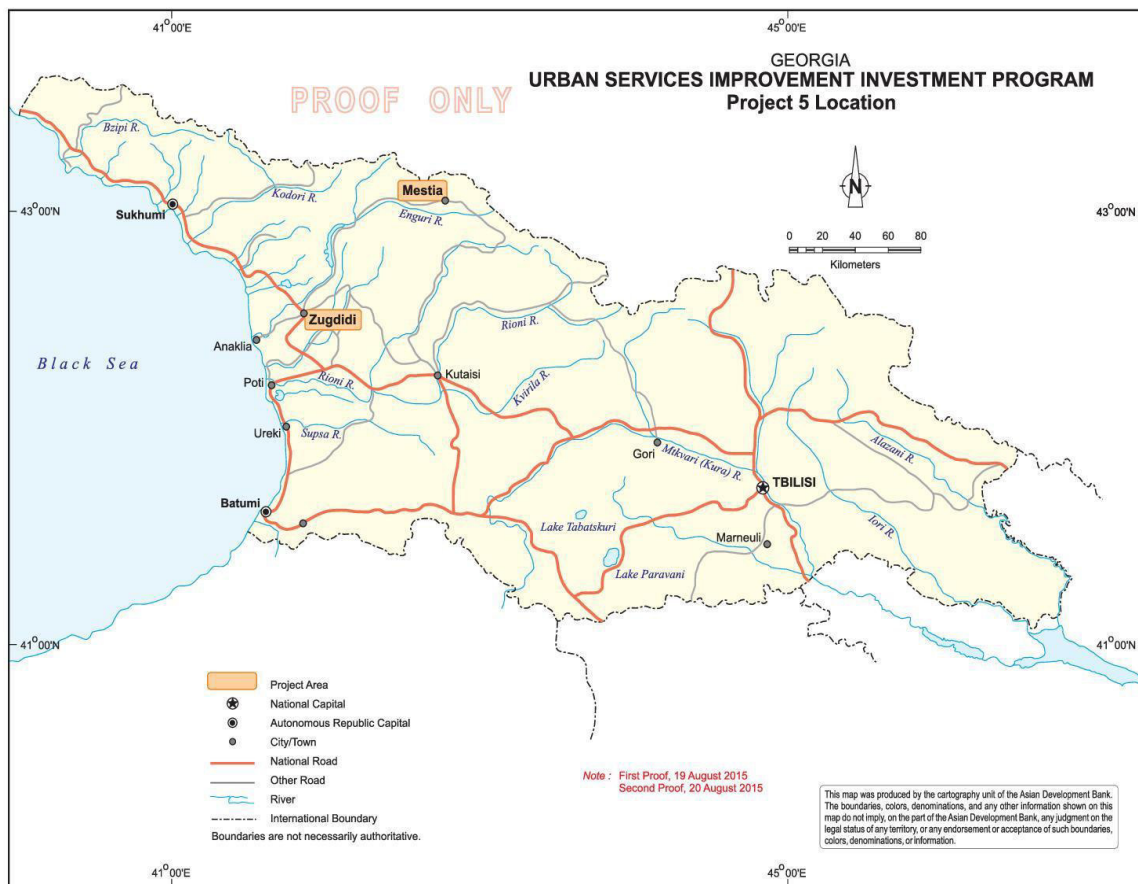 41°00'E
45°00'E
GEORGIA
URBAN SERVICES IMPROVEMENT INVESTMENT PROGRAM
Project 5 Location
PROOF ONLY
N
0 20 40 60 80
Kilometers
43°00'N
43°00'N
Bzipi R.
Kodori R.
Sukhumi
Mestia
Enguri R.
Zugdidi
Rioni R.
Anaklia
Black Sea
Poti
Rioni R.
Kutaisi
Kvirila R.
Ureki
Supsa R.
Gori
Mtkvari (Kura) R.
Alazani R.
TBILISI
Batumi
Lake Tabatskuri
Iori R.
Marneuli
Lake Paravani
41°00'N
41°00'N
Project Area
National Capital
Autonomous Republic Capital
City/Town
National Road
Other Road
River
International Boundary
Boundaries are not necessarily authoritative.
Note : First Proof, 19 August 2015
Second Proof, 20 August 2015
This map was produced by the cartography unit of the Asian Development Bank.
The boundaries, colors, denominations, and any other information shown on this
map do not imply, on the part of the Asian Development Bank, any judgment on the
legal status of any territory, or any endorsement or acceptance of such boundaries,
colors, denominations, or information.
41°00'E
45°00'E